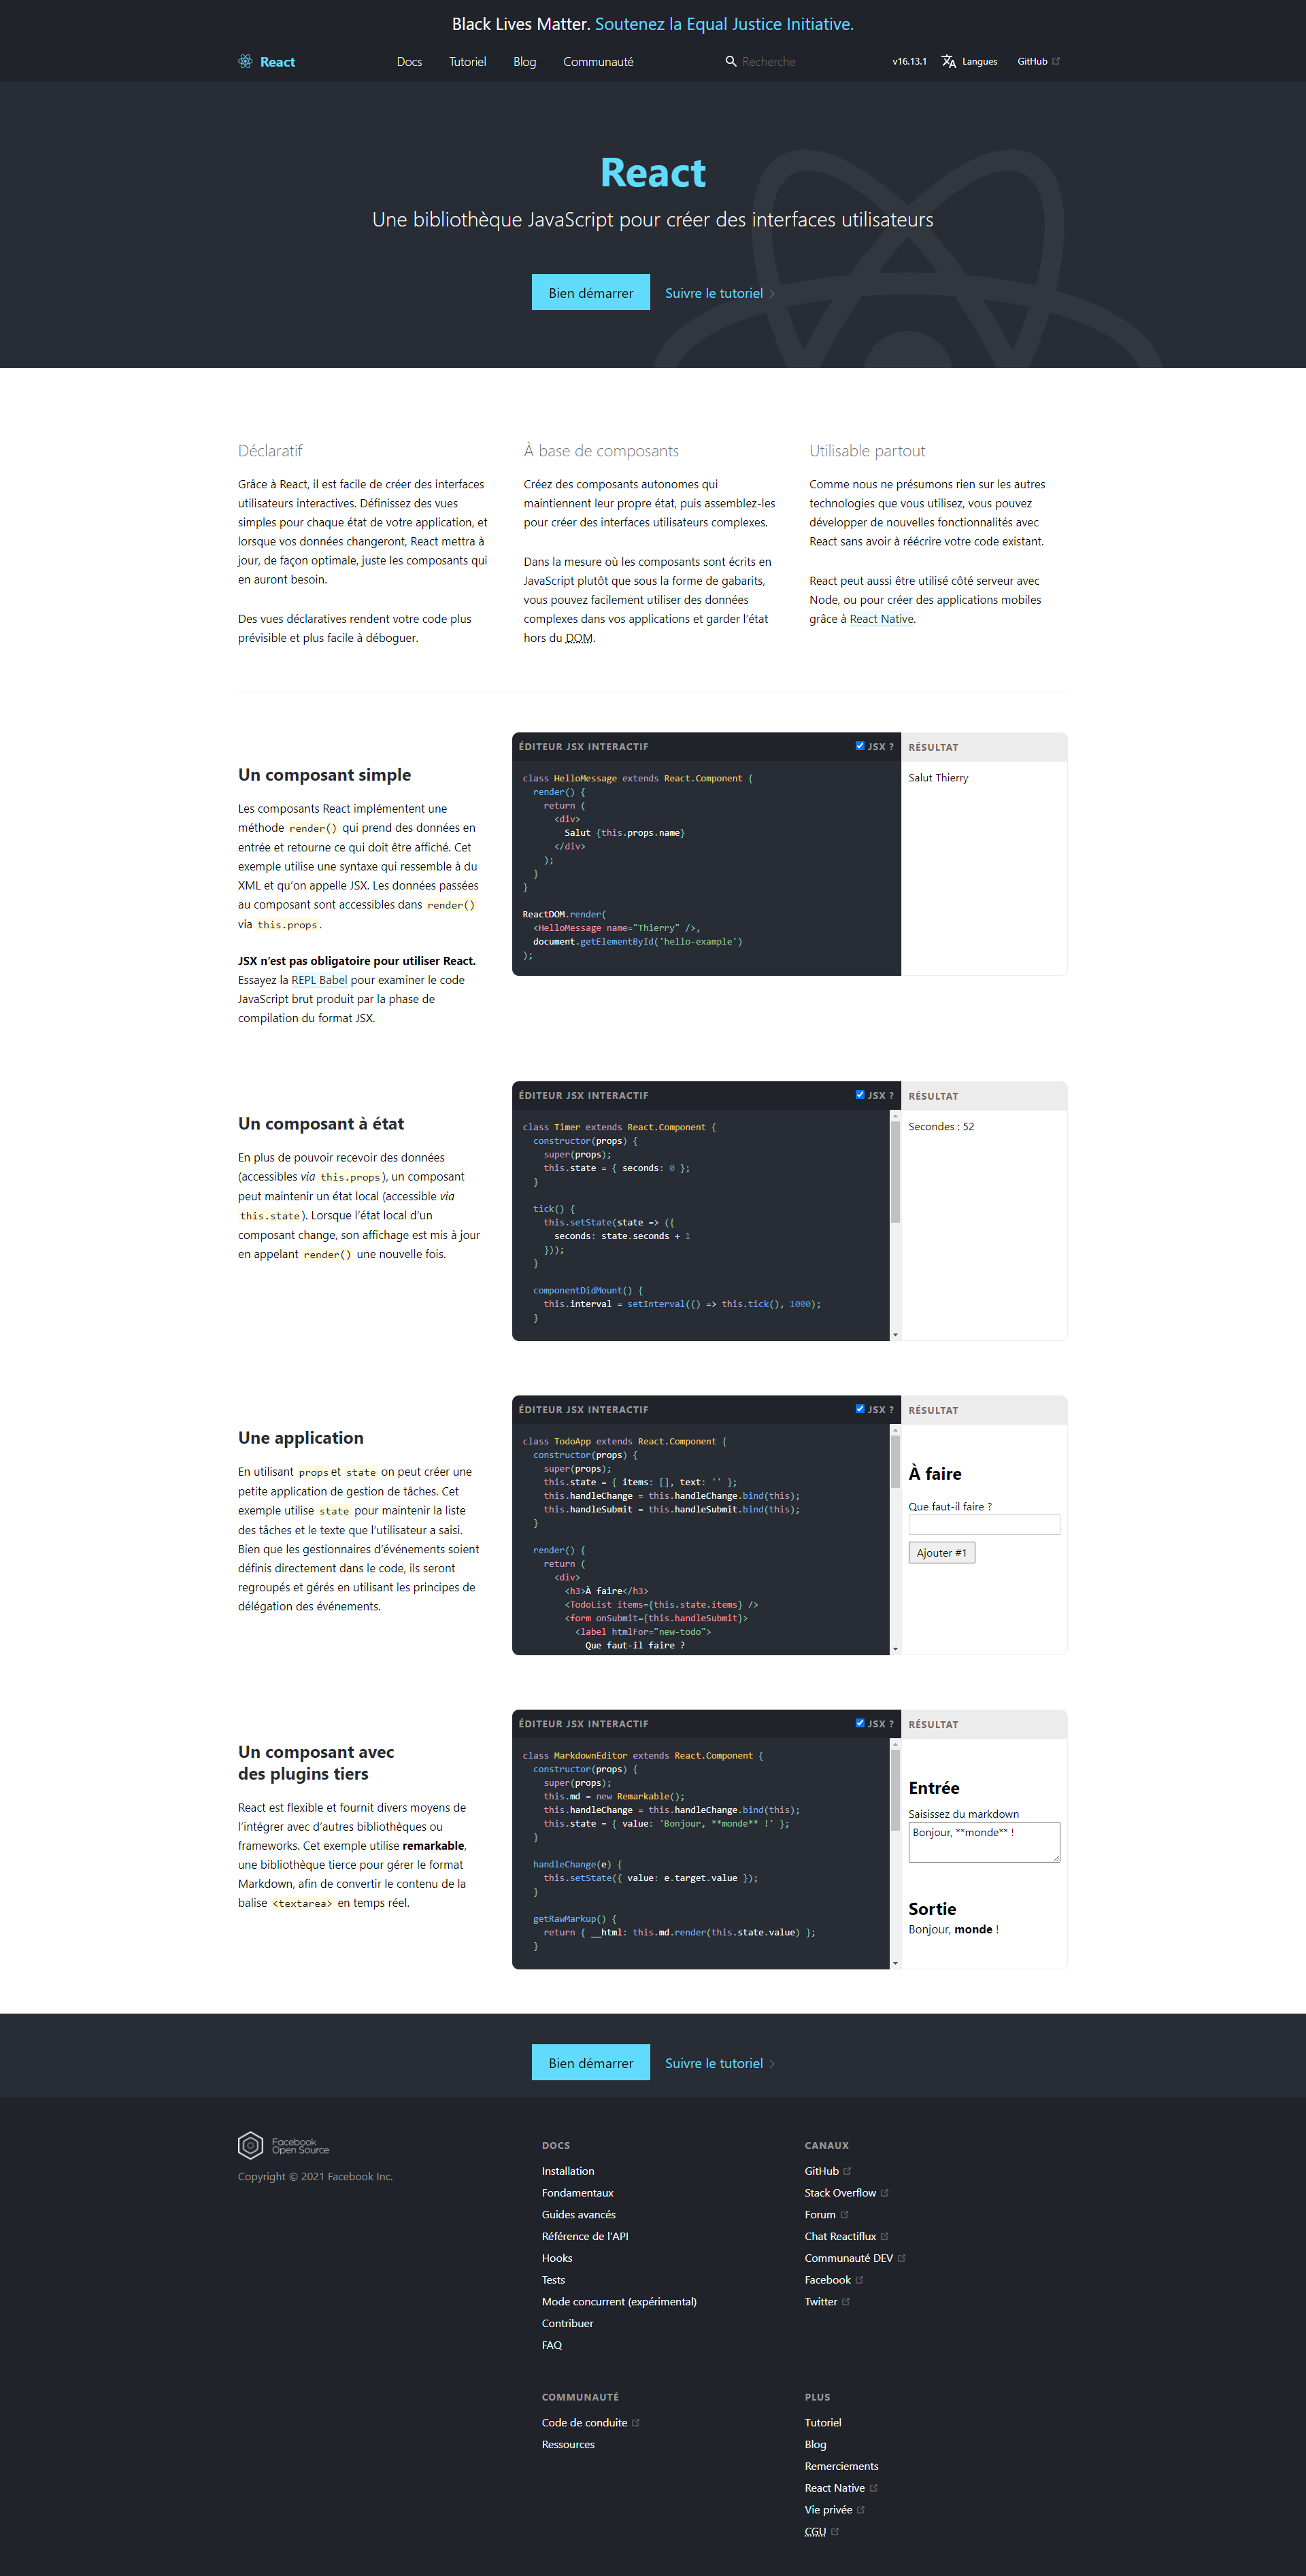 Black Lives Matter. Soutenez la Equal Justice Initiative.
React
Docs
Tutoriel
Blog
Communauté
Recherche
v16.13.1
Langues
GitHub
React
Une bibliothèque JavaScript pour créer des interfaces utilisateurs
Bien démarrer
Suivre le tutoriel
Déclaratif
Grâce à React, il est facile de créer des interfaces
utilisateurs interactives. Définissez des vues
simples pour chaque état de votre application, et
lorsque vos données changeront, React mettra à
jour, de façon optimale, juste les composants qui
en auront besoin.
Des vues déclaratives rendent votre code plus
prévisible et plus facile à déboguer.
À base de composants
Créez des composants autonomes qui
maintiennent leur propre état, puis assemblez-les
pour créer des interfaces utilisateurs complexes.
Dans la mesure où les composants sont écrits en
JavaScript plutôt que sous la forme de gabarits,
vous pouvez facilement utiliser des données
complexes dans vos applications et garder l’état
hors du DOM.
Utilisable partout
Comme nous ne présumons rien sur les autres
technologies que vous utilisez, vous pouvez
développer de nouvelles fonctionnalités avec
React sans avoir à réécrire votre code existant.
React peut aussi être utilisé côté serveur avec
Node, ou pour créer des applications mobiles
grâce à React Native.
Un composant simple
Les composants React implémentent une
méthode render() qui prend des données en
entrée et retourne ce qui doit être affiché. Cet
exemple utilise une syntaxe qui ressemble à du
XML et qu’on appelle JSX. Les données passées
au composant sont accessibles dans render()
via this.props.
JSX n’est pas obligatoire pour utiliser React.
Essayez la REPL Babel pour examiner le code
JavaScript brut produit par la phase de
compilation du format JSX.
ÉDITEUR JSX INTERACTIF
JSX ?
class HelloMessage extends React.Component {
  render() {
    return (
      <div>
        Salut {this.props.name}
      </div>
    );
  }
}
ReactDOM.render(
  <HelloMessage name="Thierry" />,
  document.getElementById('hello-example')
);
RÉSULTAT
Salut Thierry
Un composant à état
En plus de pouvoir recevoir des données
(accessibles via this.props), un composant
peut maintenir un état local (accessible via
this.state). Lorsque l’état local d’un
composant change, son affichage est mis à jour
en appelant render() une nouvelle fois.
ÉDITEUR JSX INTERACTIF
JSX ?
class Timer extends React.Component {
  constructor(props) {
    super(props);
    this.state = { seconds: 0 };
  }
  tick() {
    this.setState(state => ({
      seconds: state.seconds + 1
    }));
  }
  componentDidMount() {
    this.interval = setInterval(() => this.tick(), 1000);
  }
RÉSULTAT
Secondes : 52
Une application
En utilisant props et state on peut créer une
petite application de gestion de tâches. Cet
exemple utilise state pour maintenir la liste
des tâches et le texte que l’utilisateur a saisi.
Bien que les gestionnaires d’événements soient
définis directement dans le code, ils seront
regroupés et gérés en utilisant les principes de
délégation des événements.
ÉDITEUR JSX INTERACTIF
JSX ?
class TodoApp extends React.Component {
  constructor(props) {
    super(props);
    this.state = { items: [], text: '' };
    this.handleChange = this.handleChange.bind(this);
    this.handleSubmit = this.handleSubmit.bind(this);
  }
  render() {
    return (
      <div>
        <h3>À faire</h3>
        <TodoList items={this.state.items} />
        <form onSubmit={this.handleSubmit}>
          <label htmlFor="new-todo">
            Que faut-il faire ?
RÉSULTAT
À faire
Que faut-il faire ?
Ajouter #1
Un composant avec
des plugins tiers
React est flexible et fournit divers moyens de
l’intégrer avec d’autres bibliothèques ou
frameworks. Cet exemple utilise remarkable,
une bibliothèque tierce pour gérer le format
Markdown, afin de convertir le contenu de la
balise <textarea> en temps réel.
ÉDITEUR JSX INTERACTIF
JSX ?
class MarkdownEditor extends React.Component {
  constructor(props) {
    super(props);
    this.md = new Remarkable();
    this.handleChange = this.handleChange.bind(this);
    this.state = { value: 'Bonjour, **monde** !' };
  }
  handleChange(e) {
    this.setState({ value: e.target.value });
  }
  getRawMarkup() {
    return { __html: this.md.render(this.state.value) };
  }
RÉSULTAT
Entrée
Saisissez du markdown
Bonjour, **monde** !
Sortie
Bonjour, monde !
Bien démarrer
Suivre le tutoriel
Facebook
Open Source
Copyright © 2021 Facebook Inc.
DOCS
Installation
Fondamentaux
Guides avancés
Référence de l'API
Hooks
Tests
Mode concurrent (expérimental)
Contribuer
FAQ
CANAUX
GitHub
Stack Overflow
Forum
Chat Reactiflux
Communauté DEV
Facebook
Twitter
COMMUNAUTÉ
Code de conduite
Ressources
PLUS
Tutoriel
Blog
Remerciements
React Native
Vie privée
CGU